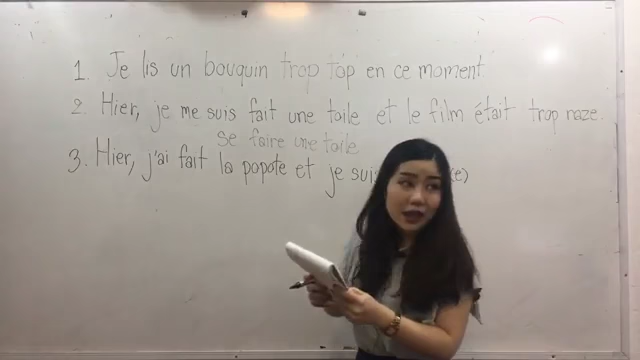 1. Je lis un bouquin trop top en ce moment
2. Hier, je me suis fait une toile et le film était trop naze.
se faire une toile
3. Hier, j'ai fait la popote et je suis (e)